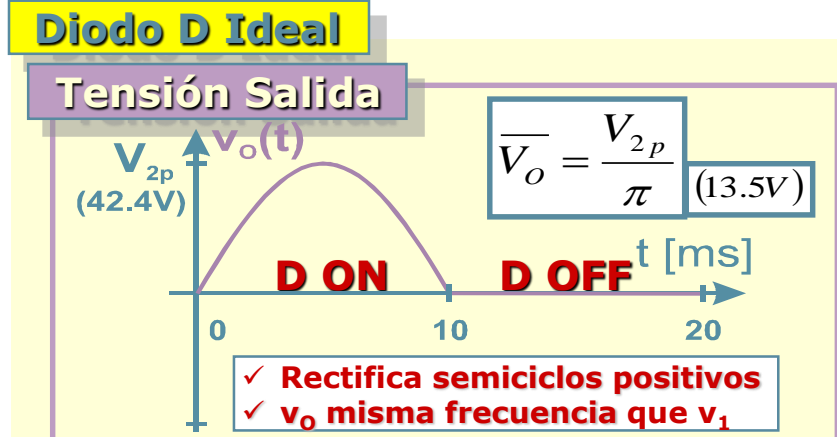 Diodo D Ideal
Tensión Salida
V₂ₚ
(42.4V)
vₒ(t)
V̅ₒ = V₂ₚ / π
(13.5V)
D ON
D OFF
t [ms]
0
10
20
✓ Rectifica semiciclos positivos
✓ vₒ misma frecuencia que v₁